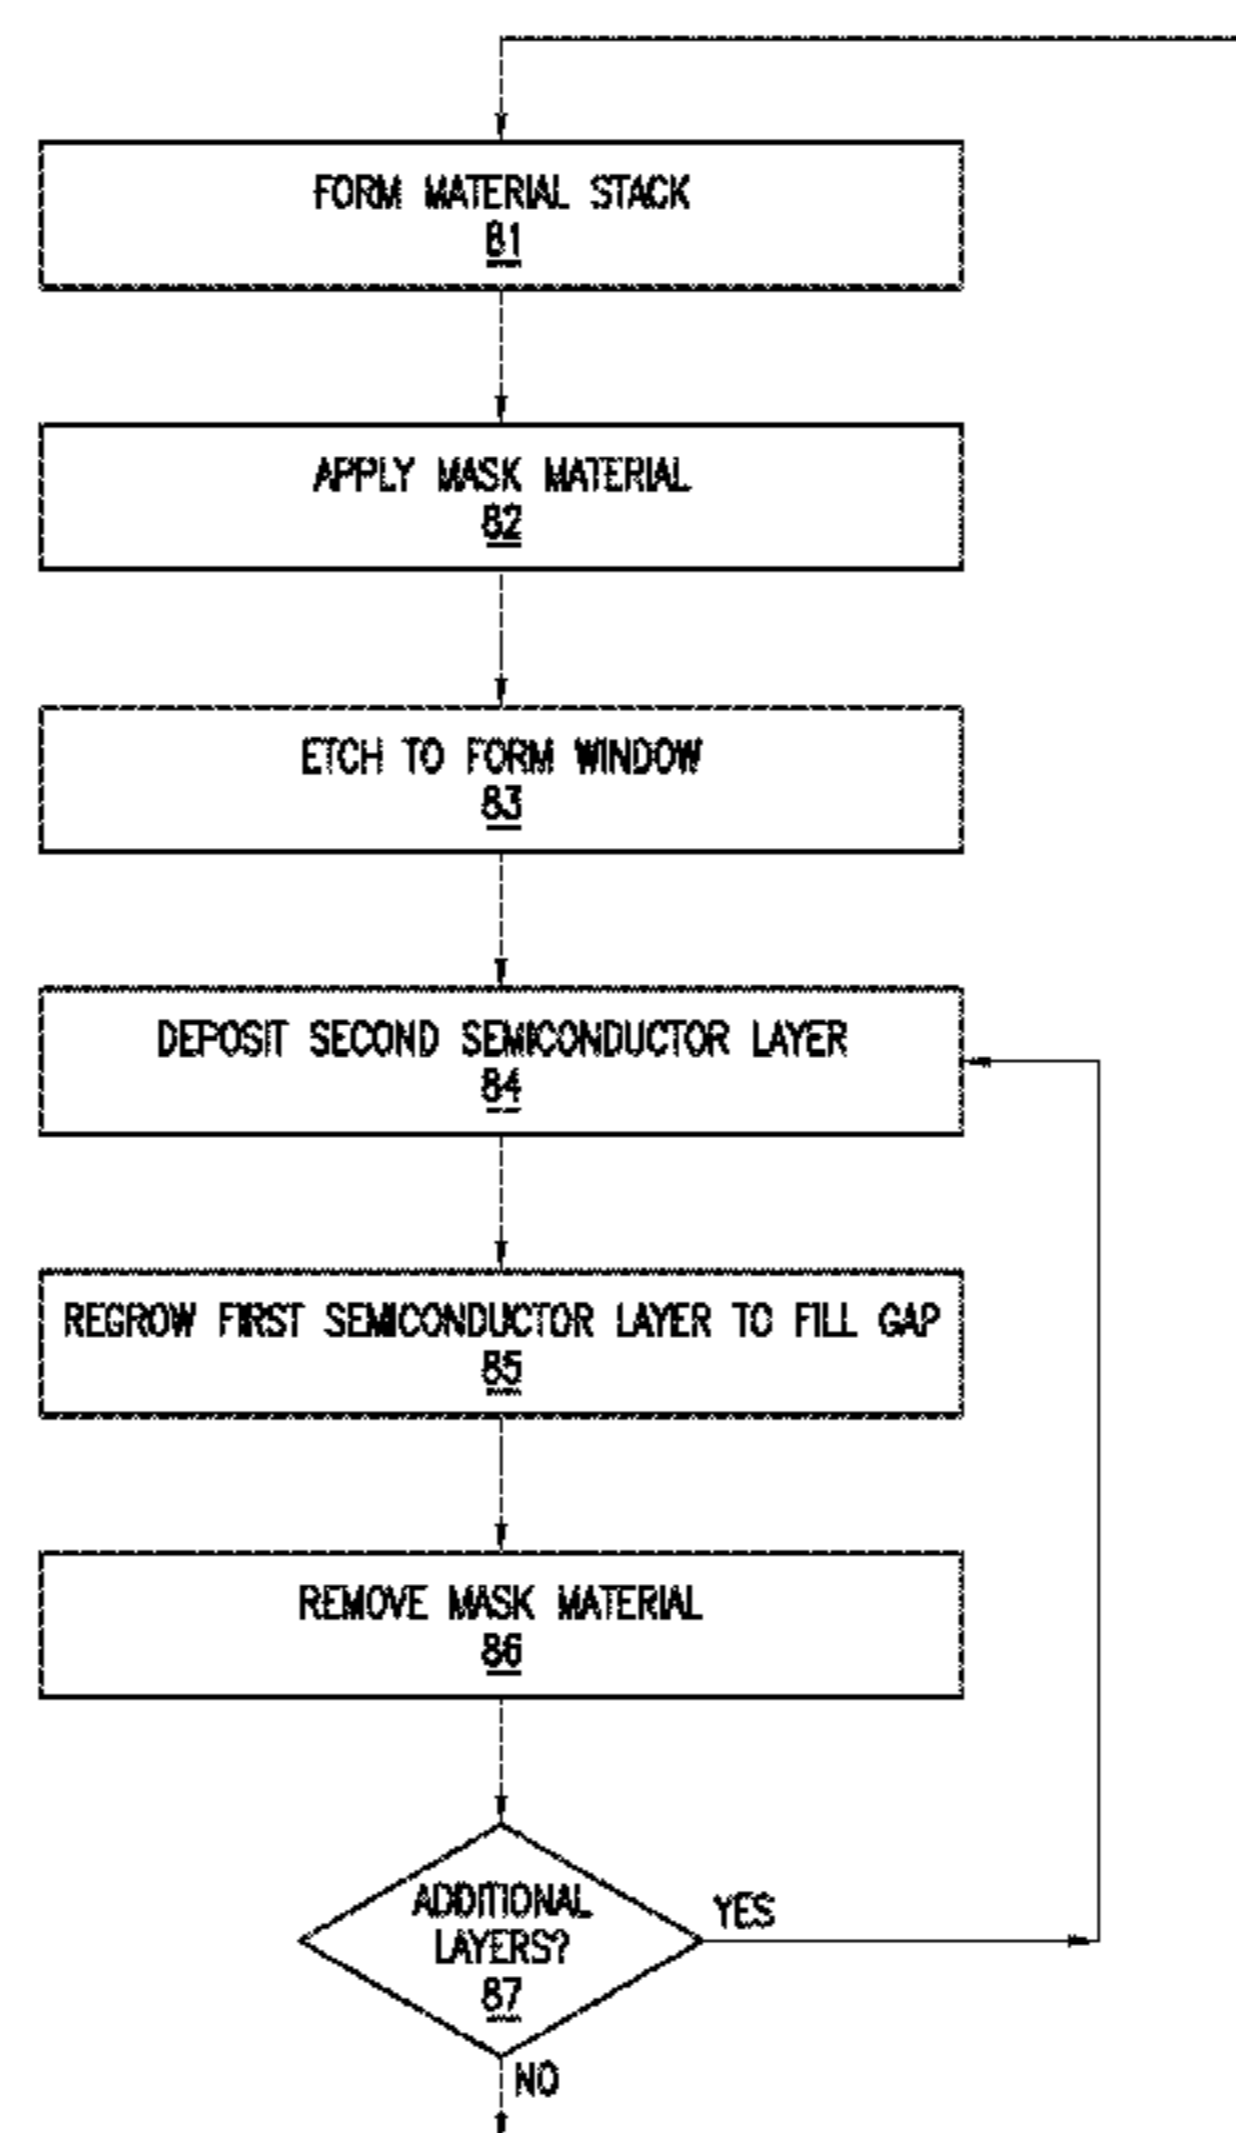 FORM MATERIAL STACK
81
APPLY MASK MATERIAL
82
ETCH TO FORM WINDOW
83
DEPOSIT SECOND SEMICONDUCTOR LAYER
84
REGROW FIRST SEMICONDUCTOR LAYER TO FILL GAP
85
REMOVE MASK MATERIAL
86
ADDITIONAL
LAYERS?
87
YES
NO